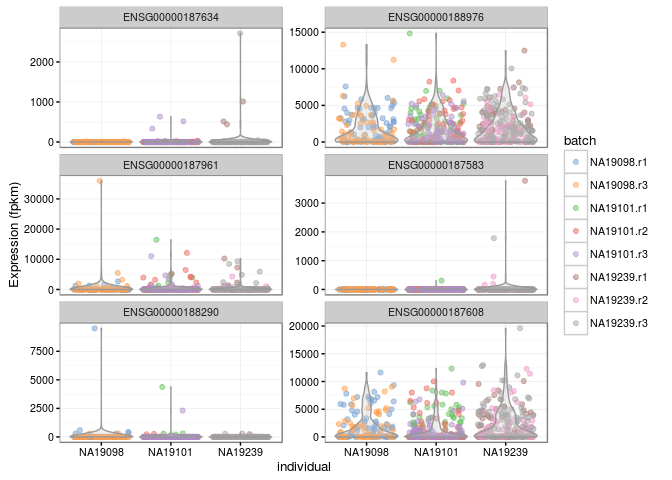 ENSG00000187634
ENSG00000188976
2000
1000
0
15000
10000
5000
0
ENSG00000187961
ENSG00000187583
30000
20000
10000
0
3000
2000
1000
0
ENSG00000188290
ENSG00000187608
7500
5000
2500
0
20000
15000
10000
5000
0
NA19098
NA19101
NA19239
NA19098
NA19101
NA19239
individual
Expression (fpkm)
batch
NA19098.r1
NA19098.r3
NA19101.r1
NA19101.r2
NA19101.r3
NA19239.r1
NA19239.r2
NA19239.r3